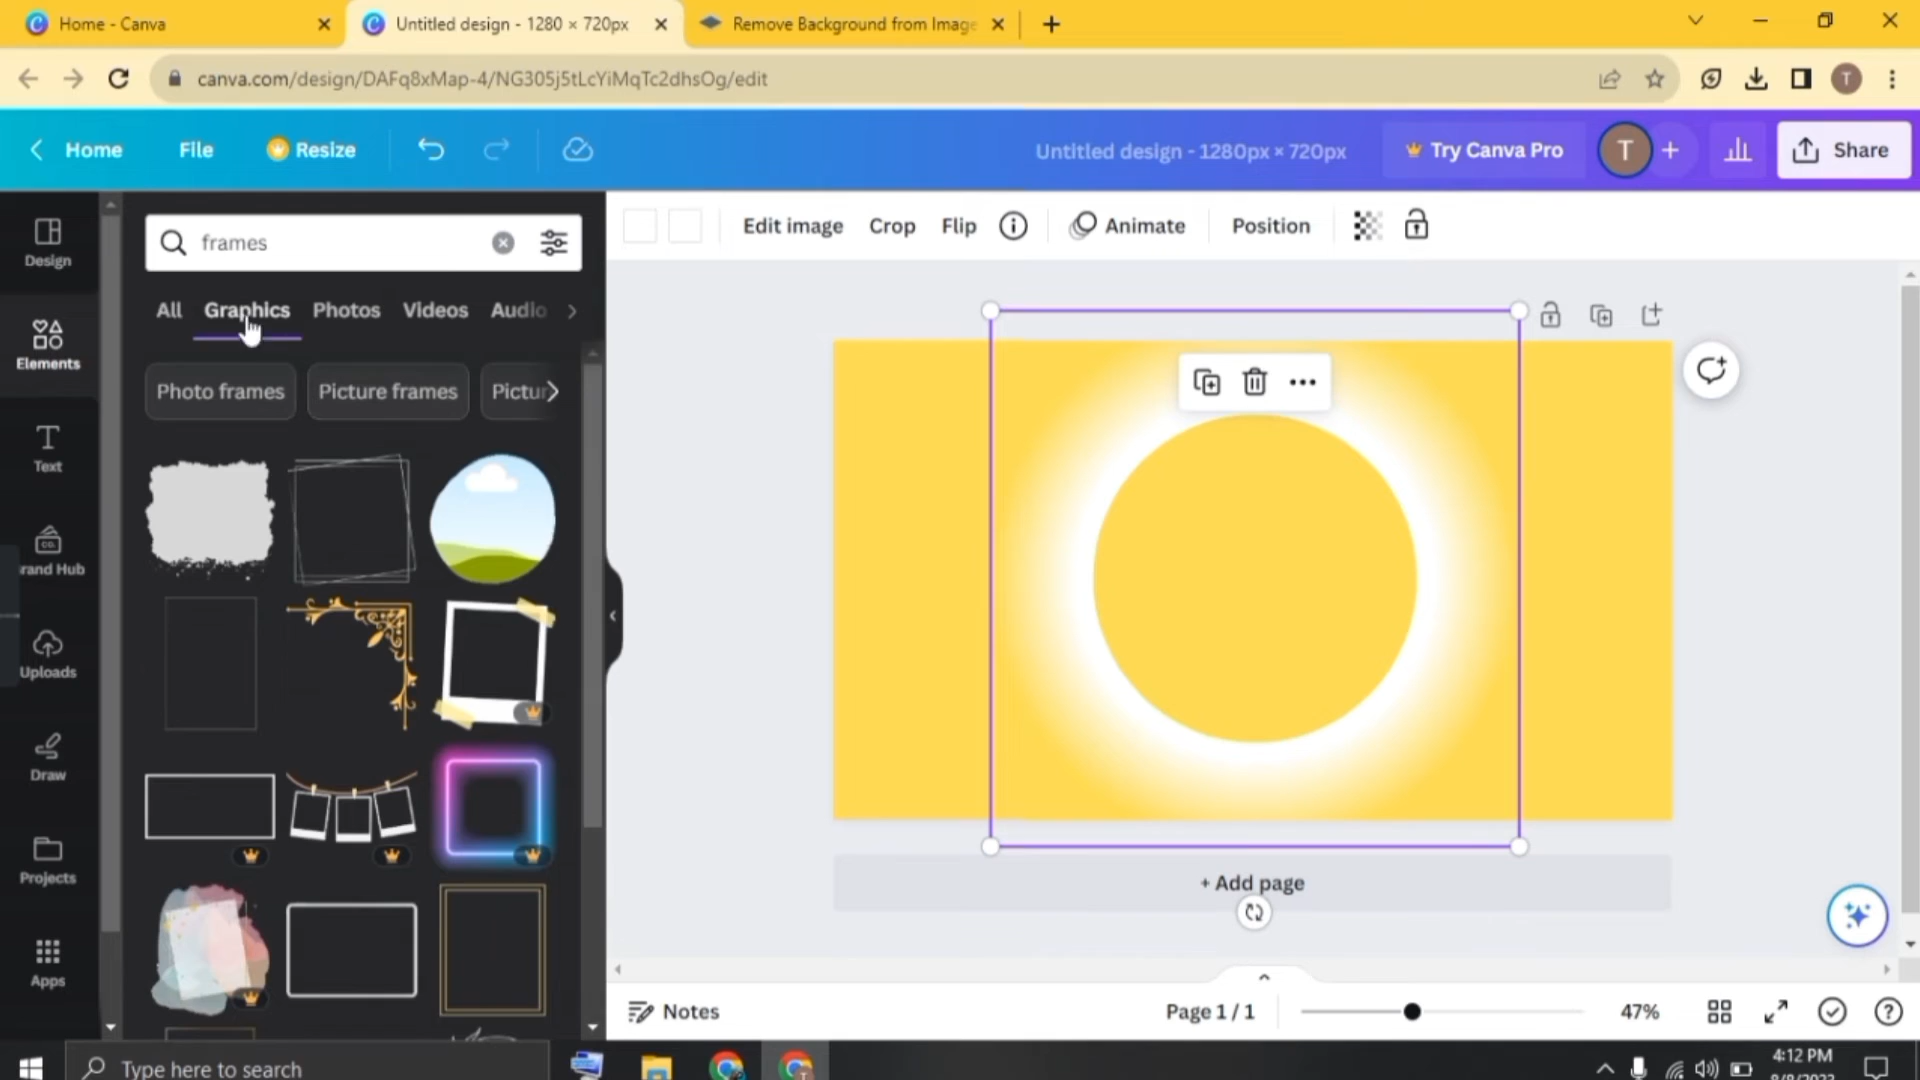 Home - Canva
Untitled design - 1280 × 720px
Remove Background from Image
canva.com/design/DAFq8xMap-4/NG305j5tLcYiMqTc2dhsOg/edit
T
Home
File
Resize
Untitled design - 1280px × 720px
Try Canva Pro
T
+
Share
Design
Elements
Text
CO.
rand Hub
Uploads
Draw
Projects
Apps
frames
All
Graphics
Photos
Videos
Audio
Photo frames
Picture frames
Pictur
Edit image
Crop
Flip
Animate
Position
+ Add page
Notes
Page 1 / 1
47%
Type here to search
4:12 PM